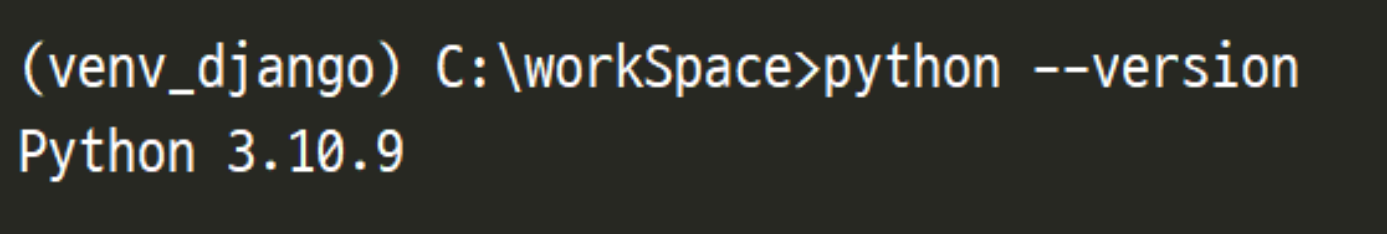 (venv_django) C:\workSpace>python --version
Python 3.10.9